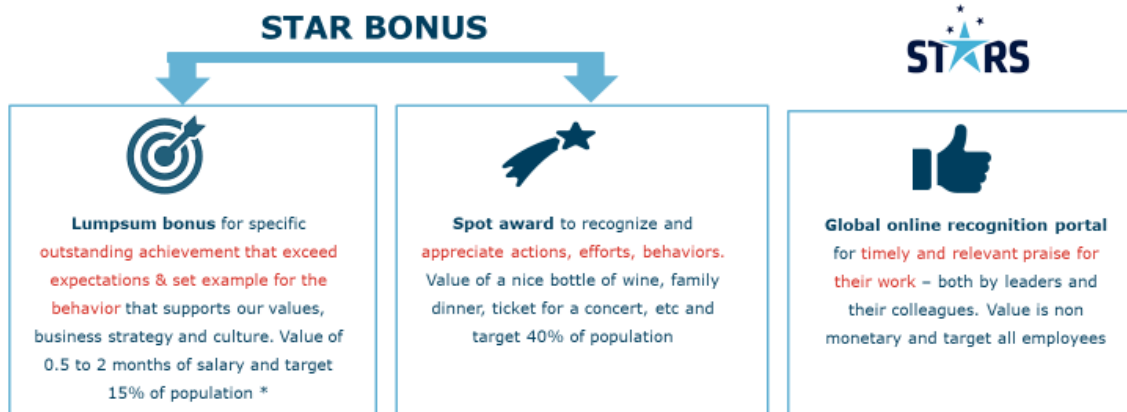 STAR BONUS
STARS
Lumpsum bonus for specific
outstanding achievement that exceed
expectations & set example for the
behavior that supports our values,
business strategy and culture. Value of
0.5 to 2 months of salary and target
15% of population *
Spot award to recognize and
appreciate actions, efforts, behaviors.
Value of a nice bottle of wine, family
dinner, ticket for a concert, etc and
target 40% of population
Global online recognition portal
for timely and relevant praise for
their work – both by leaders and
their colleagues. Value is non
monetary and target all employees